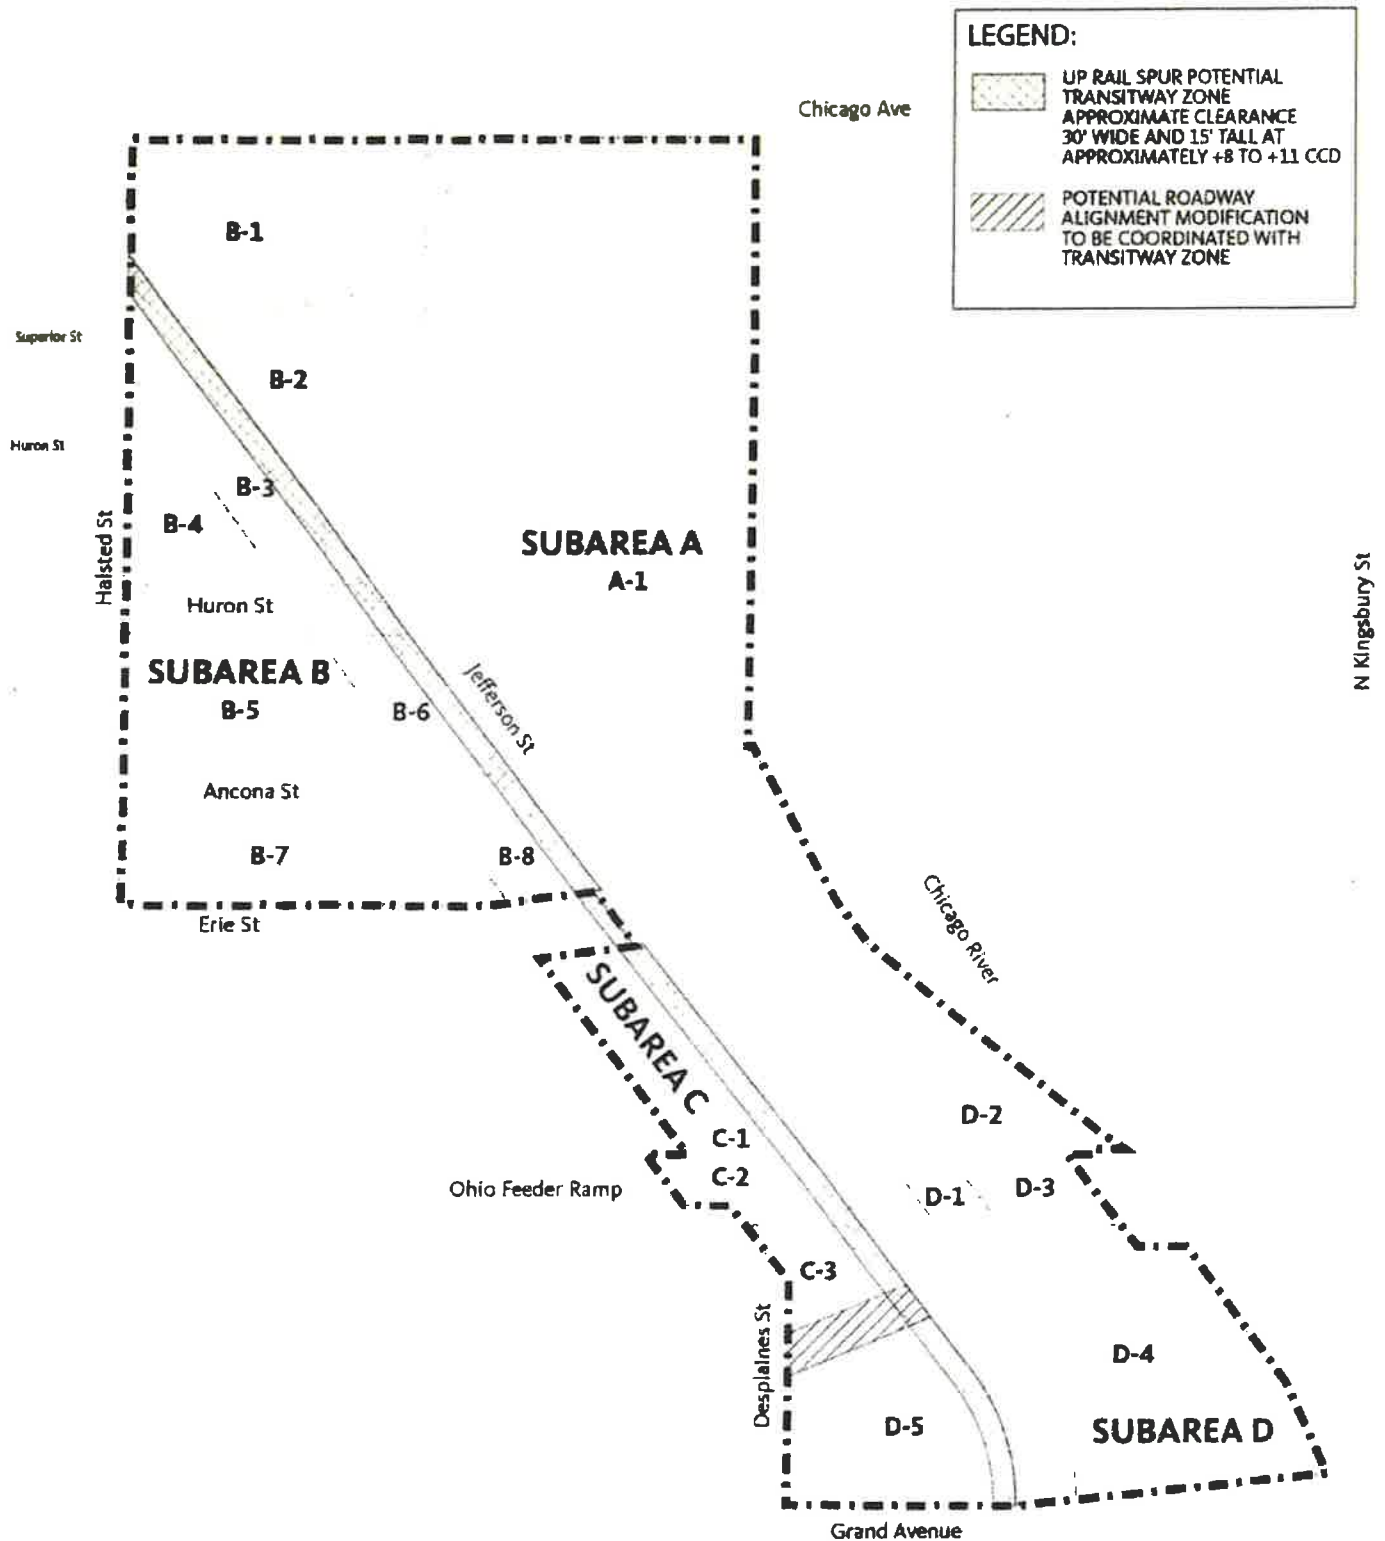 LEGEND:
UP RAIL SPUR POTENTIAL
TRANSITWAY ZONE
APPROXIMATE CLEARANCE
30' WIDE AND 15' TALL AT
APPROXIMATELY +8 TO +11 CCD
POTENTIAL ROADWAY
ALIGNMENT MODIFICATION
TO BE COORDINATED WITH
TRANSITWAY ZONE
Chicago Ave
B-1
Superior St
B-2
Huron St
B-3
B-4
Halsted St
SUBAREA A
A-1
Huron St
N Kingsbury St
SUBAREA B
B-5
B-6
Jefferson St
Ancona St
B-7
B-8
Erie St
Chicago River
SUBAREA C
C-1
C-2
Ohio Feeder Ramp
D-2
D-1
D-3
C-3
Desplaines St
D-4
D-5
SUBAREA D
Grand Avenue